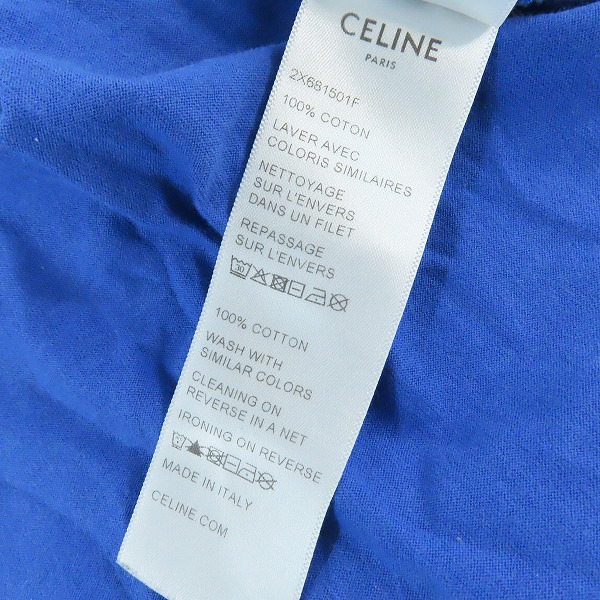 CELINE
PARIS
2X681501F
100% COTON
LAVER AVEC
COLORIS SIMILAIRES
NETTOYAGE
SUR L'ENVERS
DANS UN FILET
REPASSAGE
SUR L'ENVERS
30
100% COTTON
WASH WITH
SIMILAR COLORS
CLEANING ON
REVERSE IN A NET
IRONING ON REVERSE
MADE IN ITALY
CELINE.COM